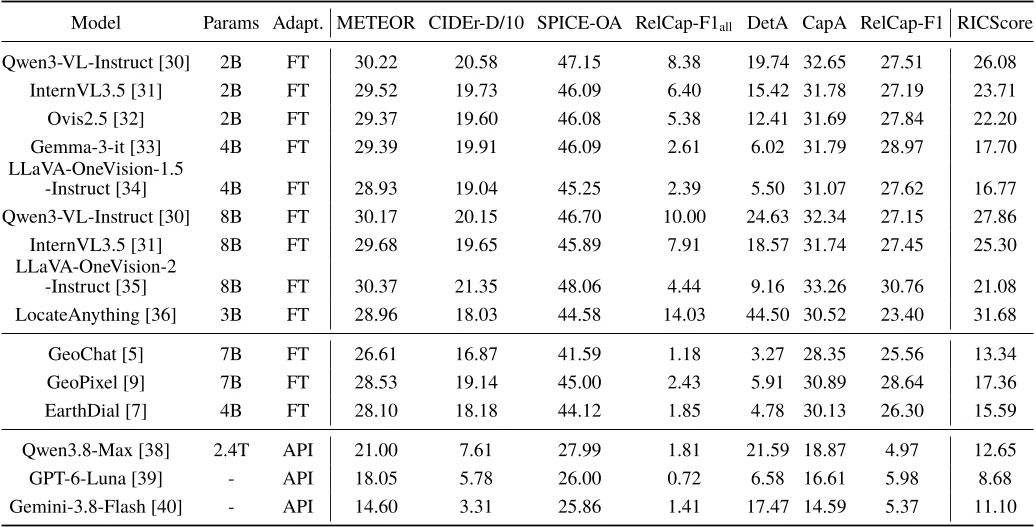 Model Params Adapt. METEOR CIDEr-D/10 SPICE-OA RelCap-F1all DetA CapA RelCap-F1 RICScore
Qwen3-VL-Instruct [30] 2B FT 30.22 20.58 47.15 8.38 19.74 32.65 27.51 26.08
InternVL3.5 [31] 2B FT 29.52 19.73 46.09 6.40 15.42 31.78 27.19 23.71
Ovis2.5 [32] 2B FT 29.37 19.60 46.08 5.38 12.41 31.69 27.84 22.20
Gemma-3-it [33] 4B FT 29.39 19.91 46.09 2.61 6.02 31.79 28.97 17.70
LLaVA-OneVision-1.5
-Instruct [34] 4B FT 28.93 19.04 45.25 2.39 5.50 31.07 27.62 16.77
Qwen3-VL-Instruct [30] 8B FT 30.17 20.15 46.70 10.00 24.63 32.34 27.15 27.86
InternVL3.5 [31] 8B FT 29.68 19.65 45.89 7.91 18.57 31.74 27.45 25.30
LLaVA-OneVision-2
-Instruct [35] 8B FT 30.37 21.35 48.06 4.44 9.16 33.26 30.76 21.08
LocateAnything [36] 3B FT 28.96 18.03 44.58 14.03 44.50 30.52 23.40 31.68
GeoChat [5] 7B FT 26.61 16.87 41.59 1.18 3.27 28.35 25.56 13.34
GeoPixel [9] 7B FT 28.53 19.14 45.00 2.43 5.91 30.89 28.64 17.36
EarthDial [7] 4B FT 28.10 18.18 44.12 1.85 4.78 30.13 26.30 15.59
Qwen3.8-Max [38] 2.4T API 21.00 7.61 27.99 1.81 21.59 18.87 4.97 12.65
GPT-6-Luna [39] - API 18.05 5.78 26.00 0.72 6.58 16.61 5.98 8.68
Gemini-3.8-Flash [40] - API 14.60 3.31 25.86 1.41 17.47 14.59 5.37 11.10